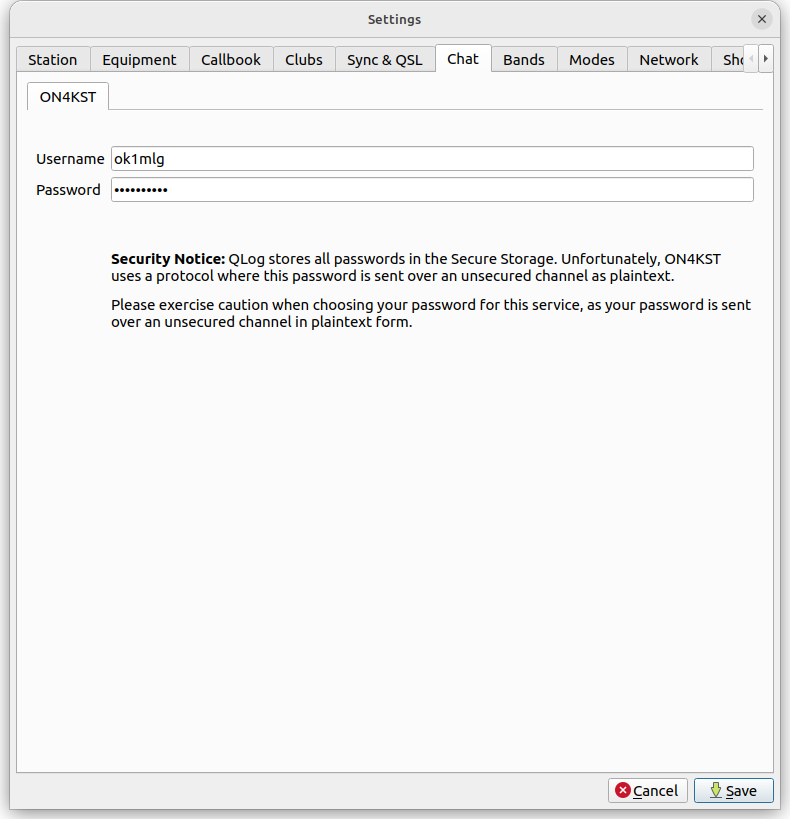 Settings
Station Equipment Callbook Clubs Sync & QSL Chat Bands Modes Network
ON4KST
Username ok1mlg
Password ••••••••••
Security Notice: QLog stores all passwords in the Secure Storage. Unfortunately, ON4KST
uses a protocol where this password is sent over an unsecured channel as plaintext.
Please exercise caution when choosing your password for this service, as your password is sent
over an unsecured channel in plaintext form.
Cancel Save